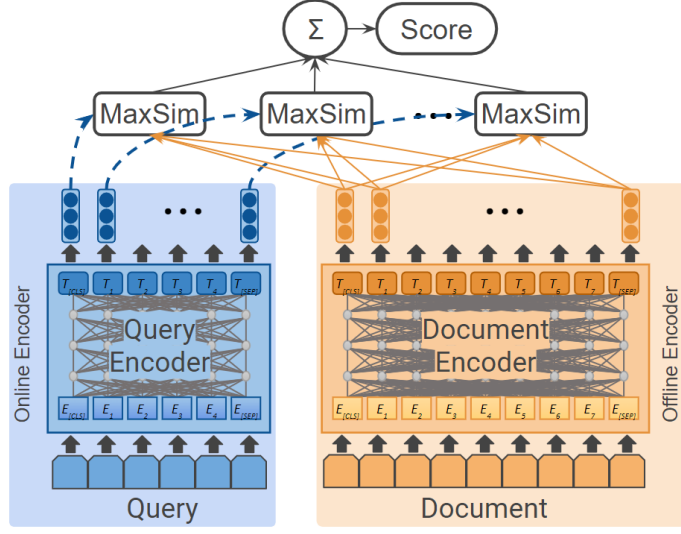 Σ Score
MaxSim MaxSim ... MaxSim
... ...
T[CLS] T1 T2 T3 T4 T[SEP] T[CLS] T1 T2 T3 T4 T5 T6 T7 T[SEP]
Online Encoder
Query
Encoder
Document
Encoder
Offline Encoder
E[CLS] E1 E2 E3 E4 E[SEP] E[CLS] E1 E2 E3 E4 E5 E6 E7 E[SEP]
Query Document